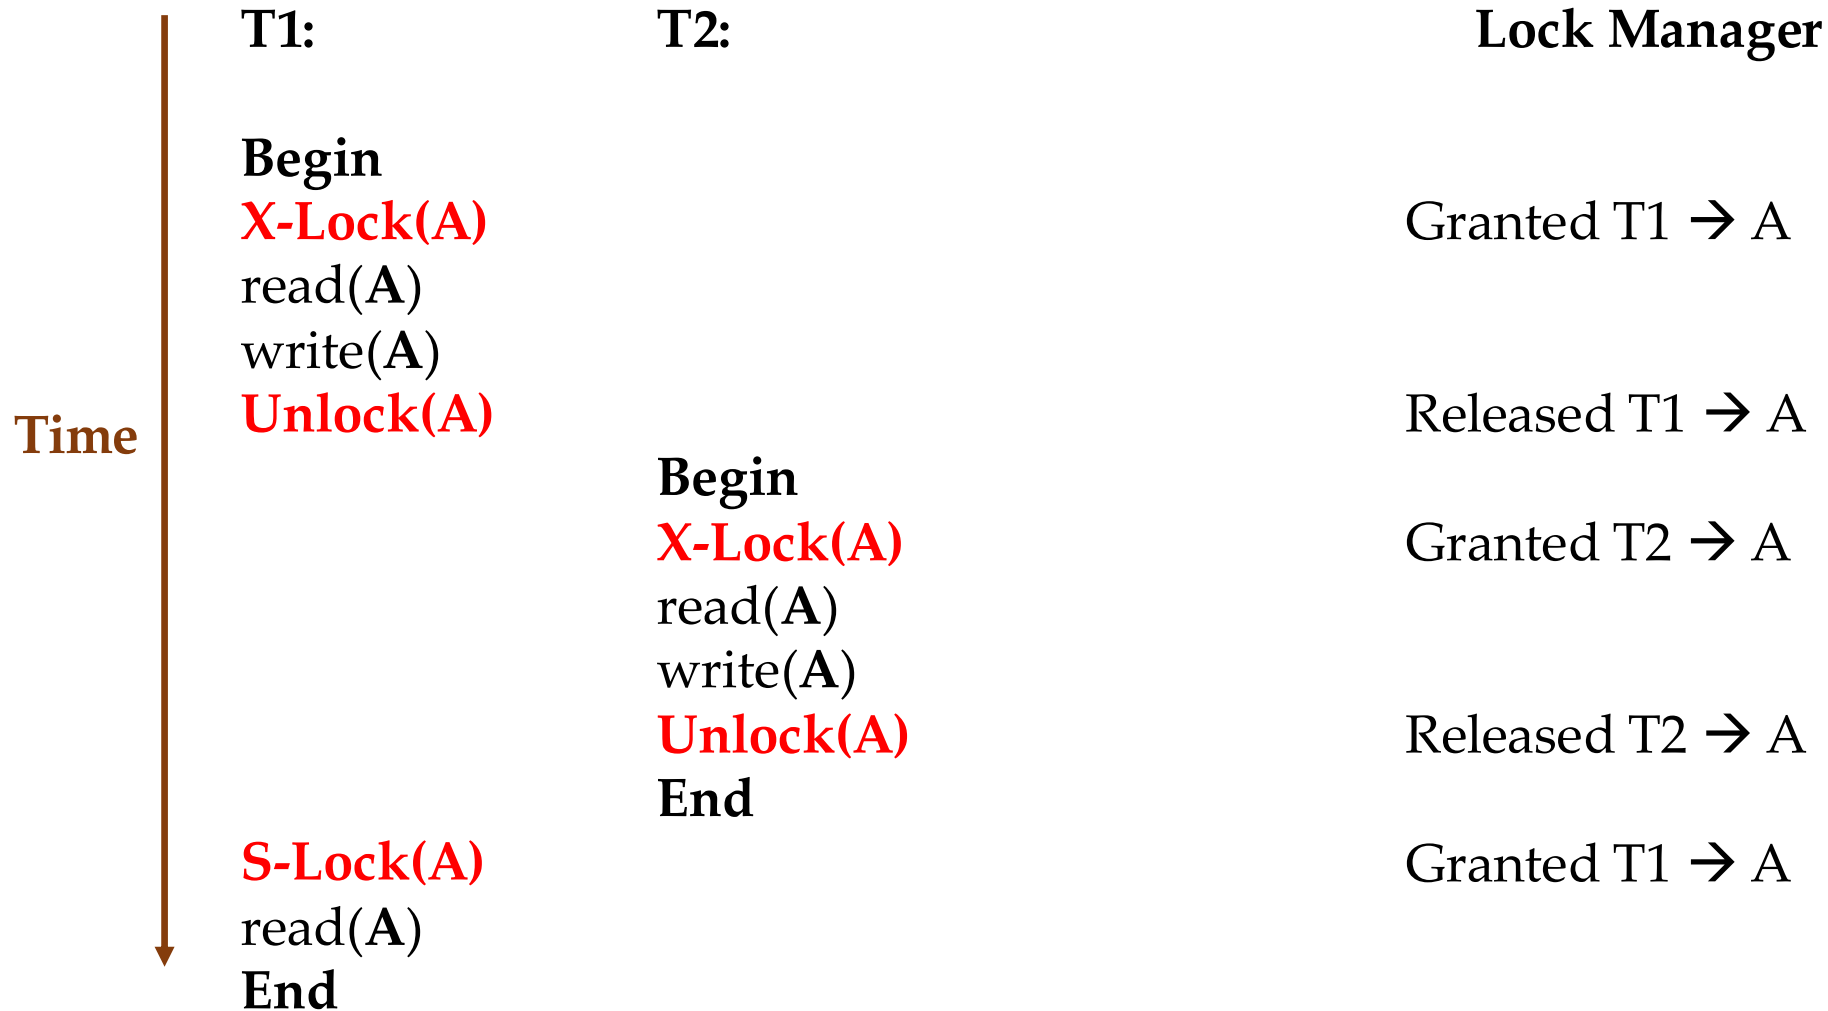 T1: T2: Lock Manager
Begin
X-Lock(A) Granted T1 → A
read(A)
write(A)
Unlock(A) Released T1 → A
Time
Begin
X-Lock(A) Granted T2 → A
read(A)
write(A)
Unlock(A) Released T2 → A
End
S-Lock(A) Granted T1 → A
read(A)
End